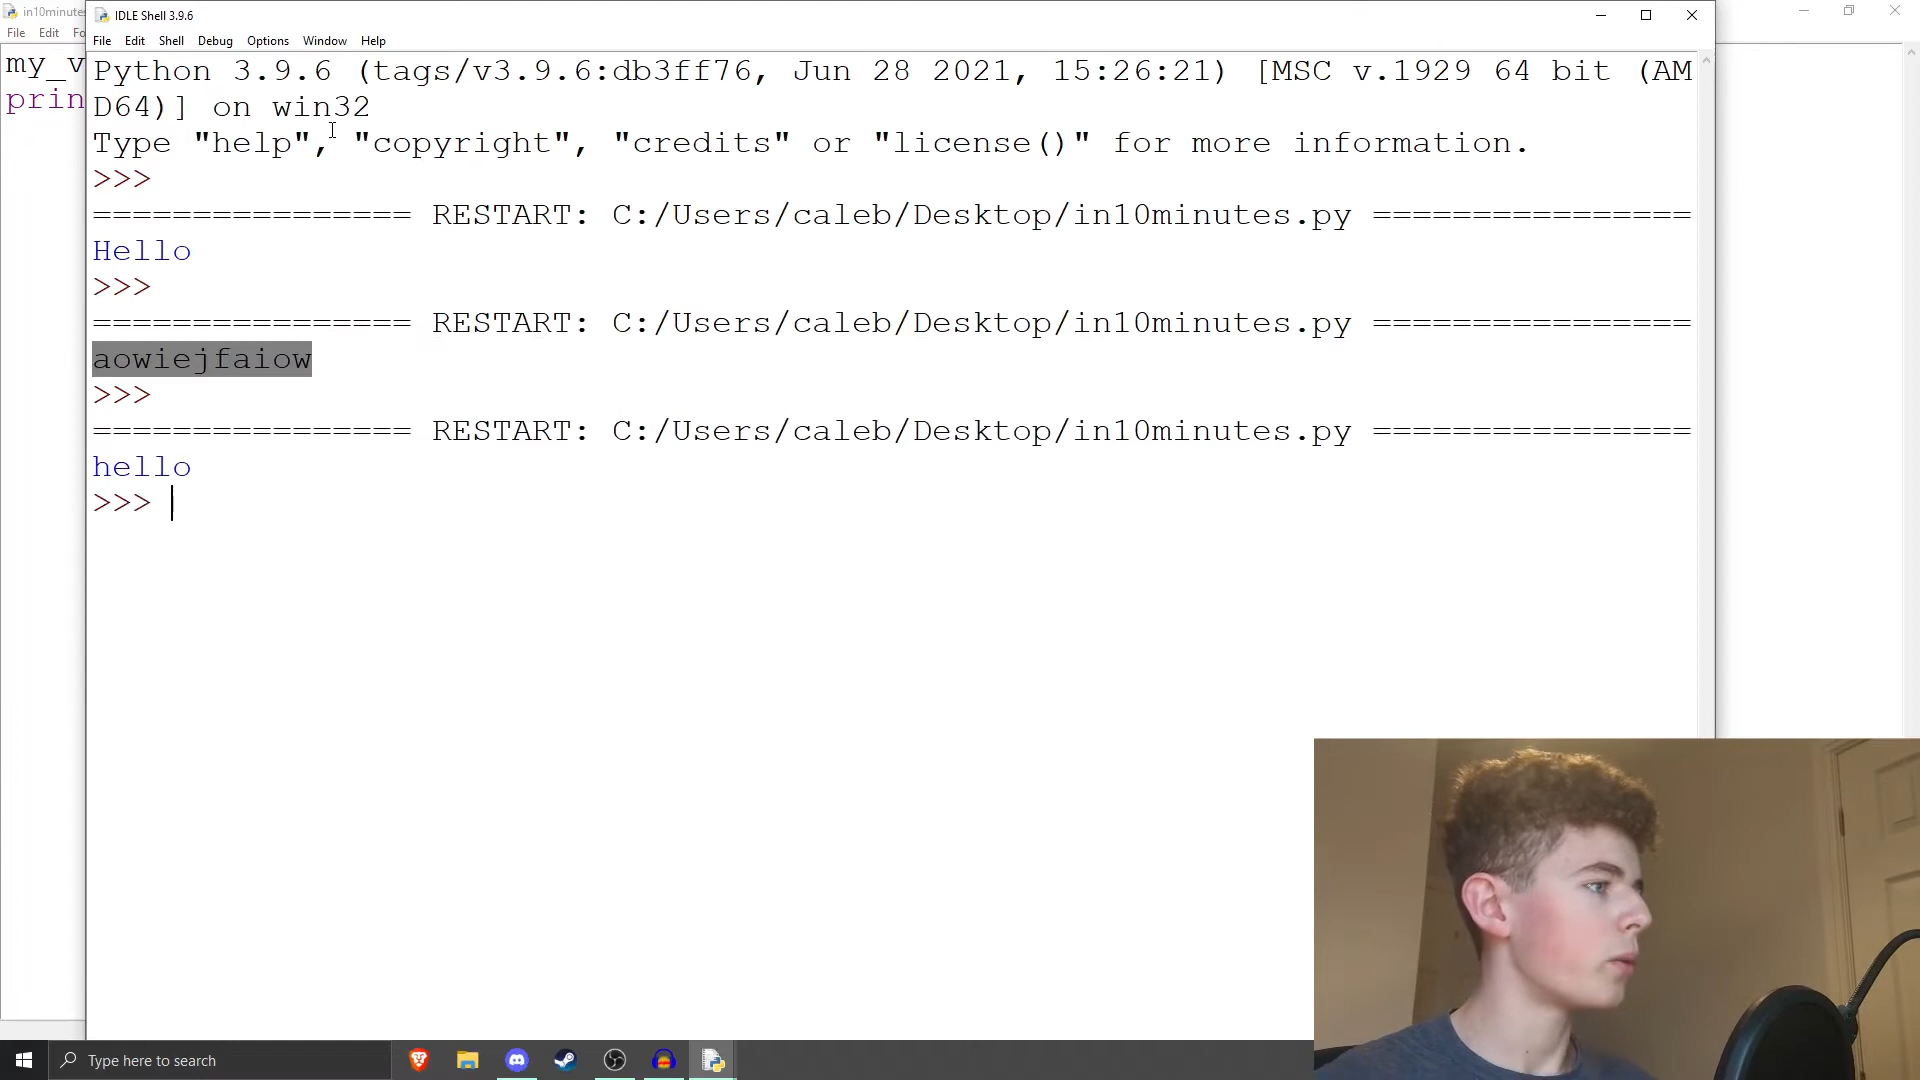 in10minutes
File Edit Fo
my_v
prin
IDLE Shell 3.9.6
File Edit Shell Debug Options Window Help
Python 3.9.6 (tags/v3.9.6:db3ff76, Jun 28 2021, 15:26:21) [MSC v.1929 64 bit (AM
D64)] on win32
Type "help", "copyright", "credits" or "license()" for more information.
>>>
================ RESTART: C:/Users/caleb/Desktop/in10minutes.py ================
Hello
>>>
================ RESTART: C:/Users/caleb/Desktop/in10minutes.py ================
aowiejfaiow
>>>
================ RESTART: C:/Users/caleb/Desktop/in10minutes.py ================
hello
>>>
Type here to search